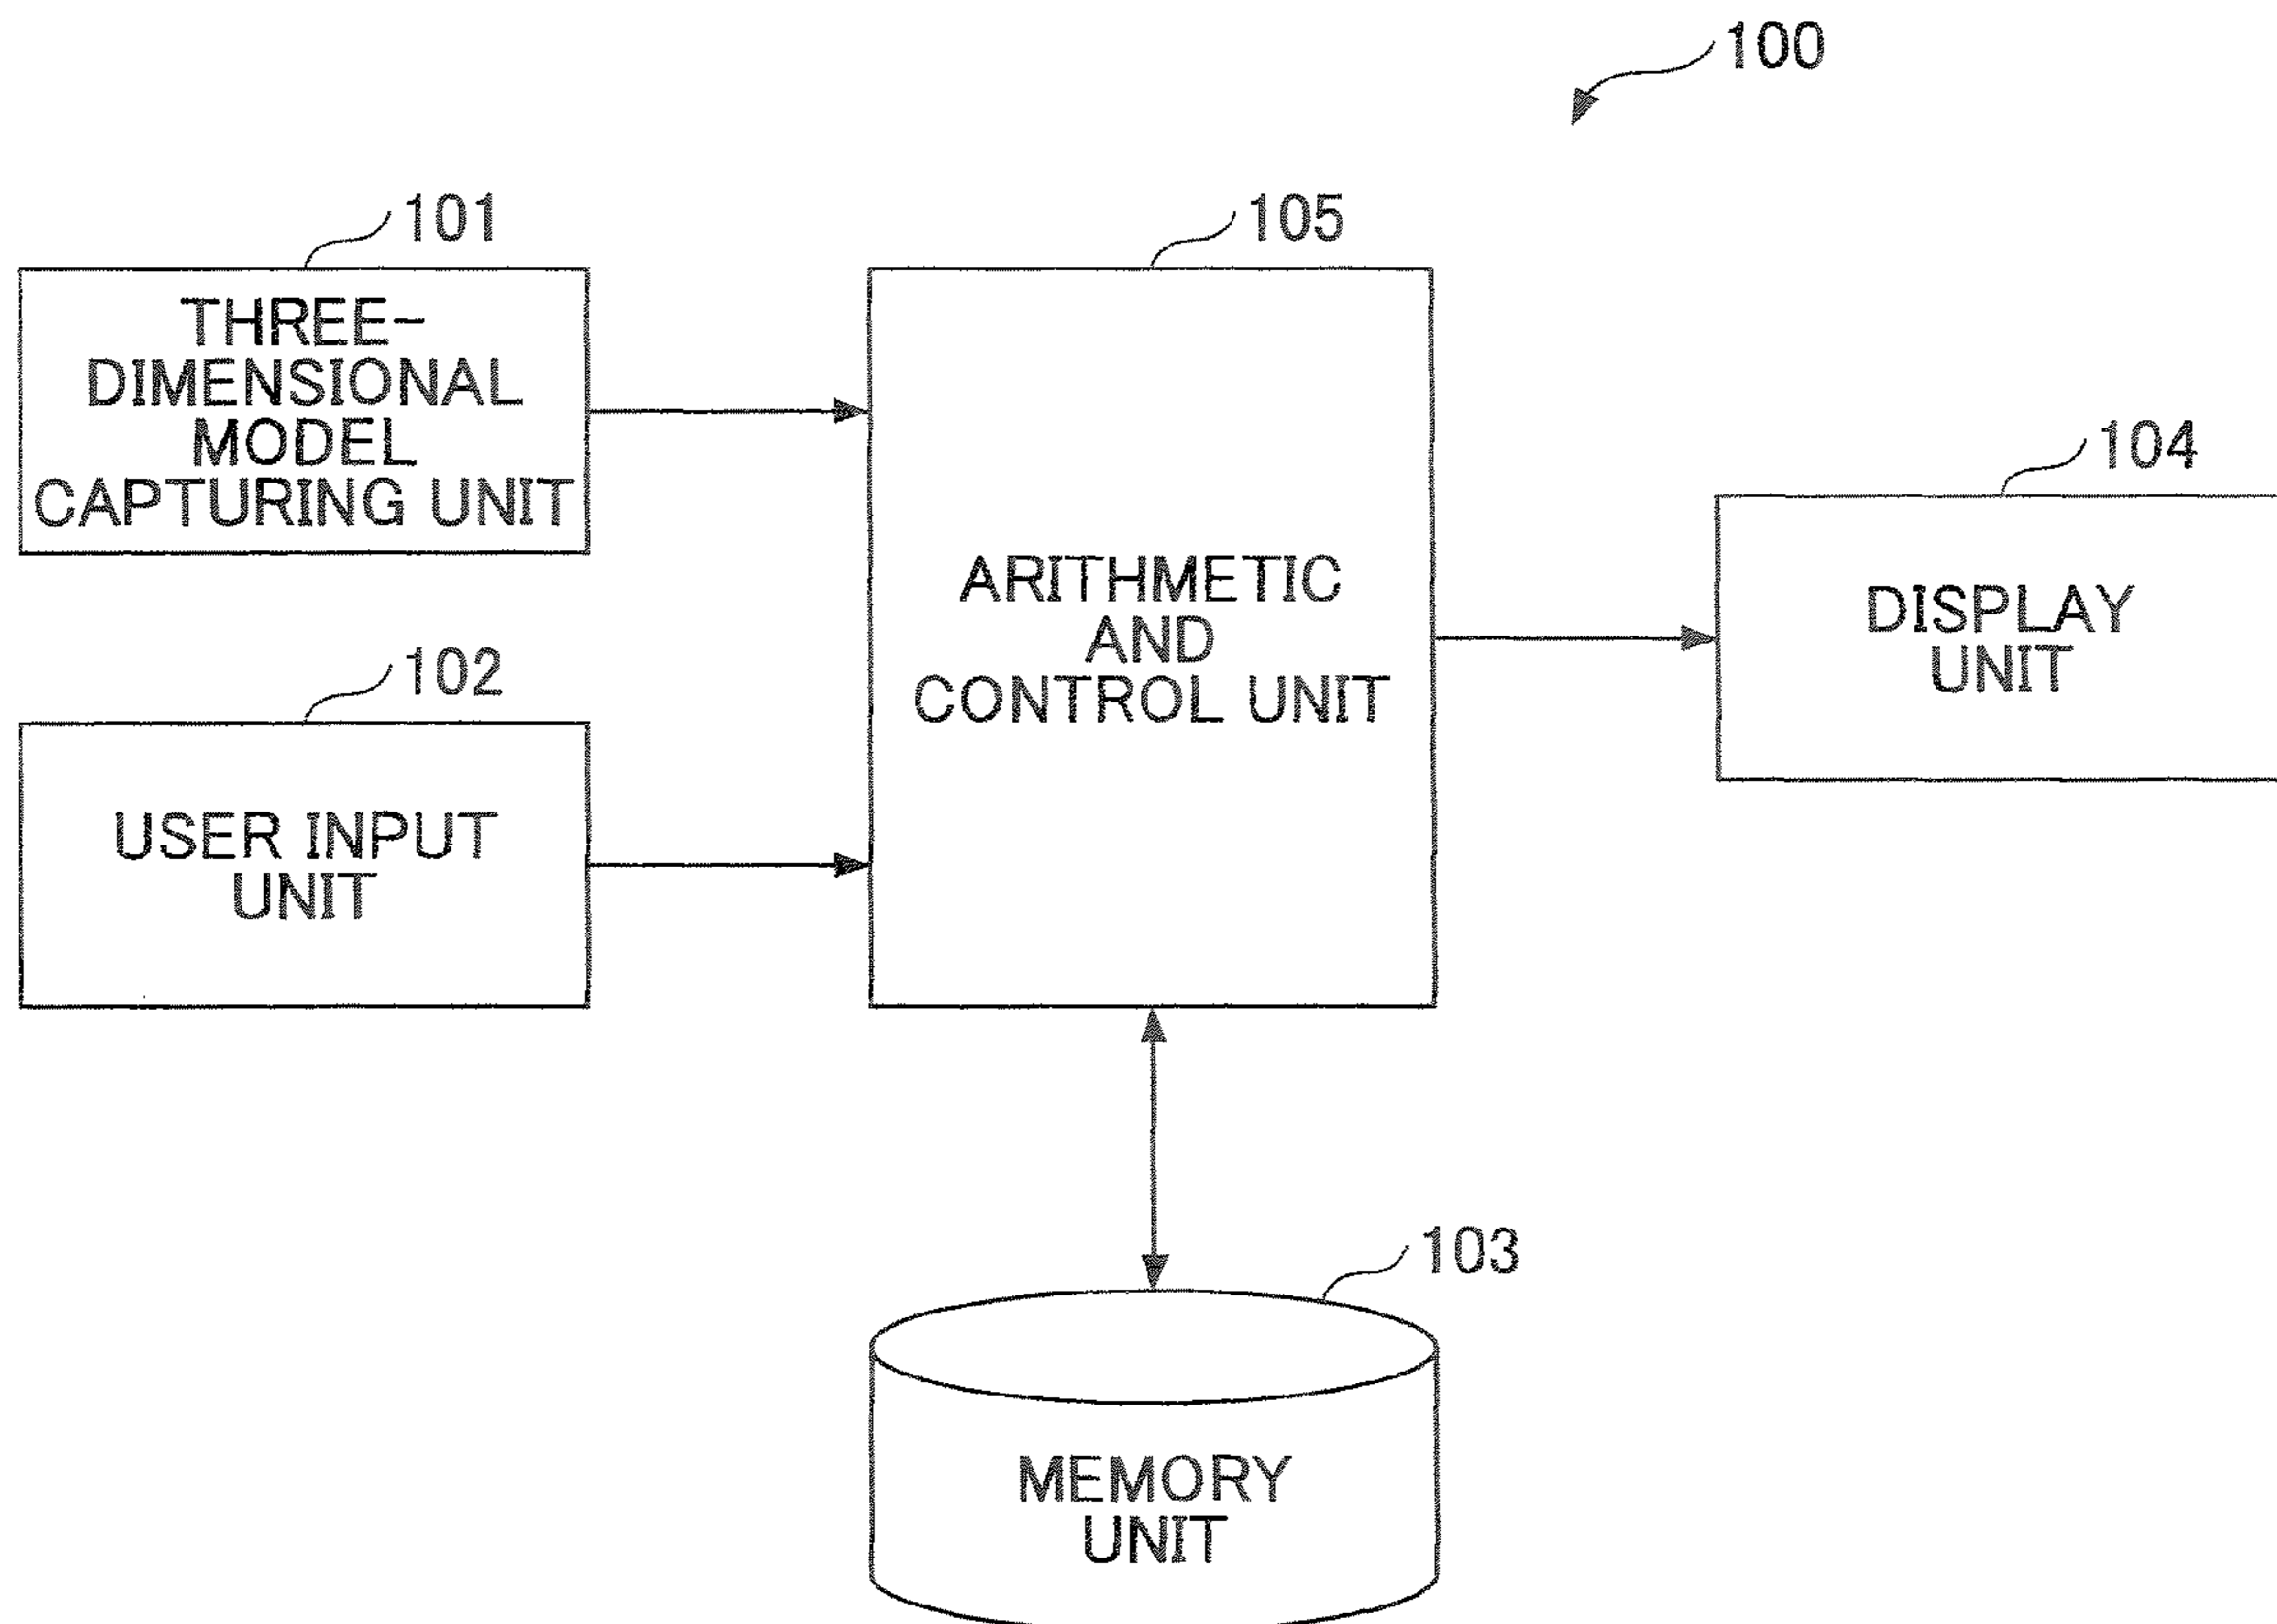 100
101
THREE-
DIMENSIONAL
MODEL
CAPTURING UNIT
105
ARITHMETIC
AND
CONTROL UNIT
104
DISPLAY
UNIT
102
USER INPUT
UNIT
103
MEMORY
UNIT